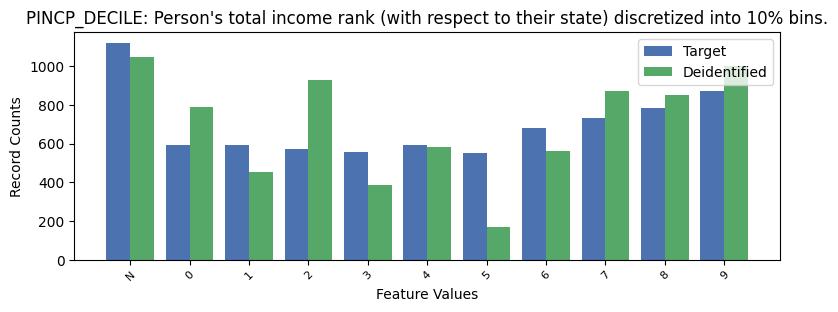 PINCP_DECILE: Person's total income rank (with respect to their state) discretized into 10% bins.
Target
Deidentified
Record Counts
1000
800
600
400
200
0
N 0 1 2 3 4 5 6 7 8 9
Feature Values